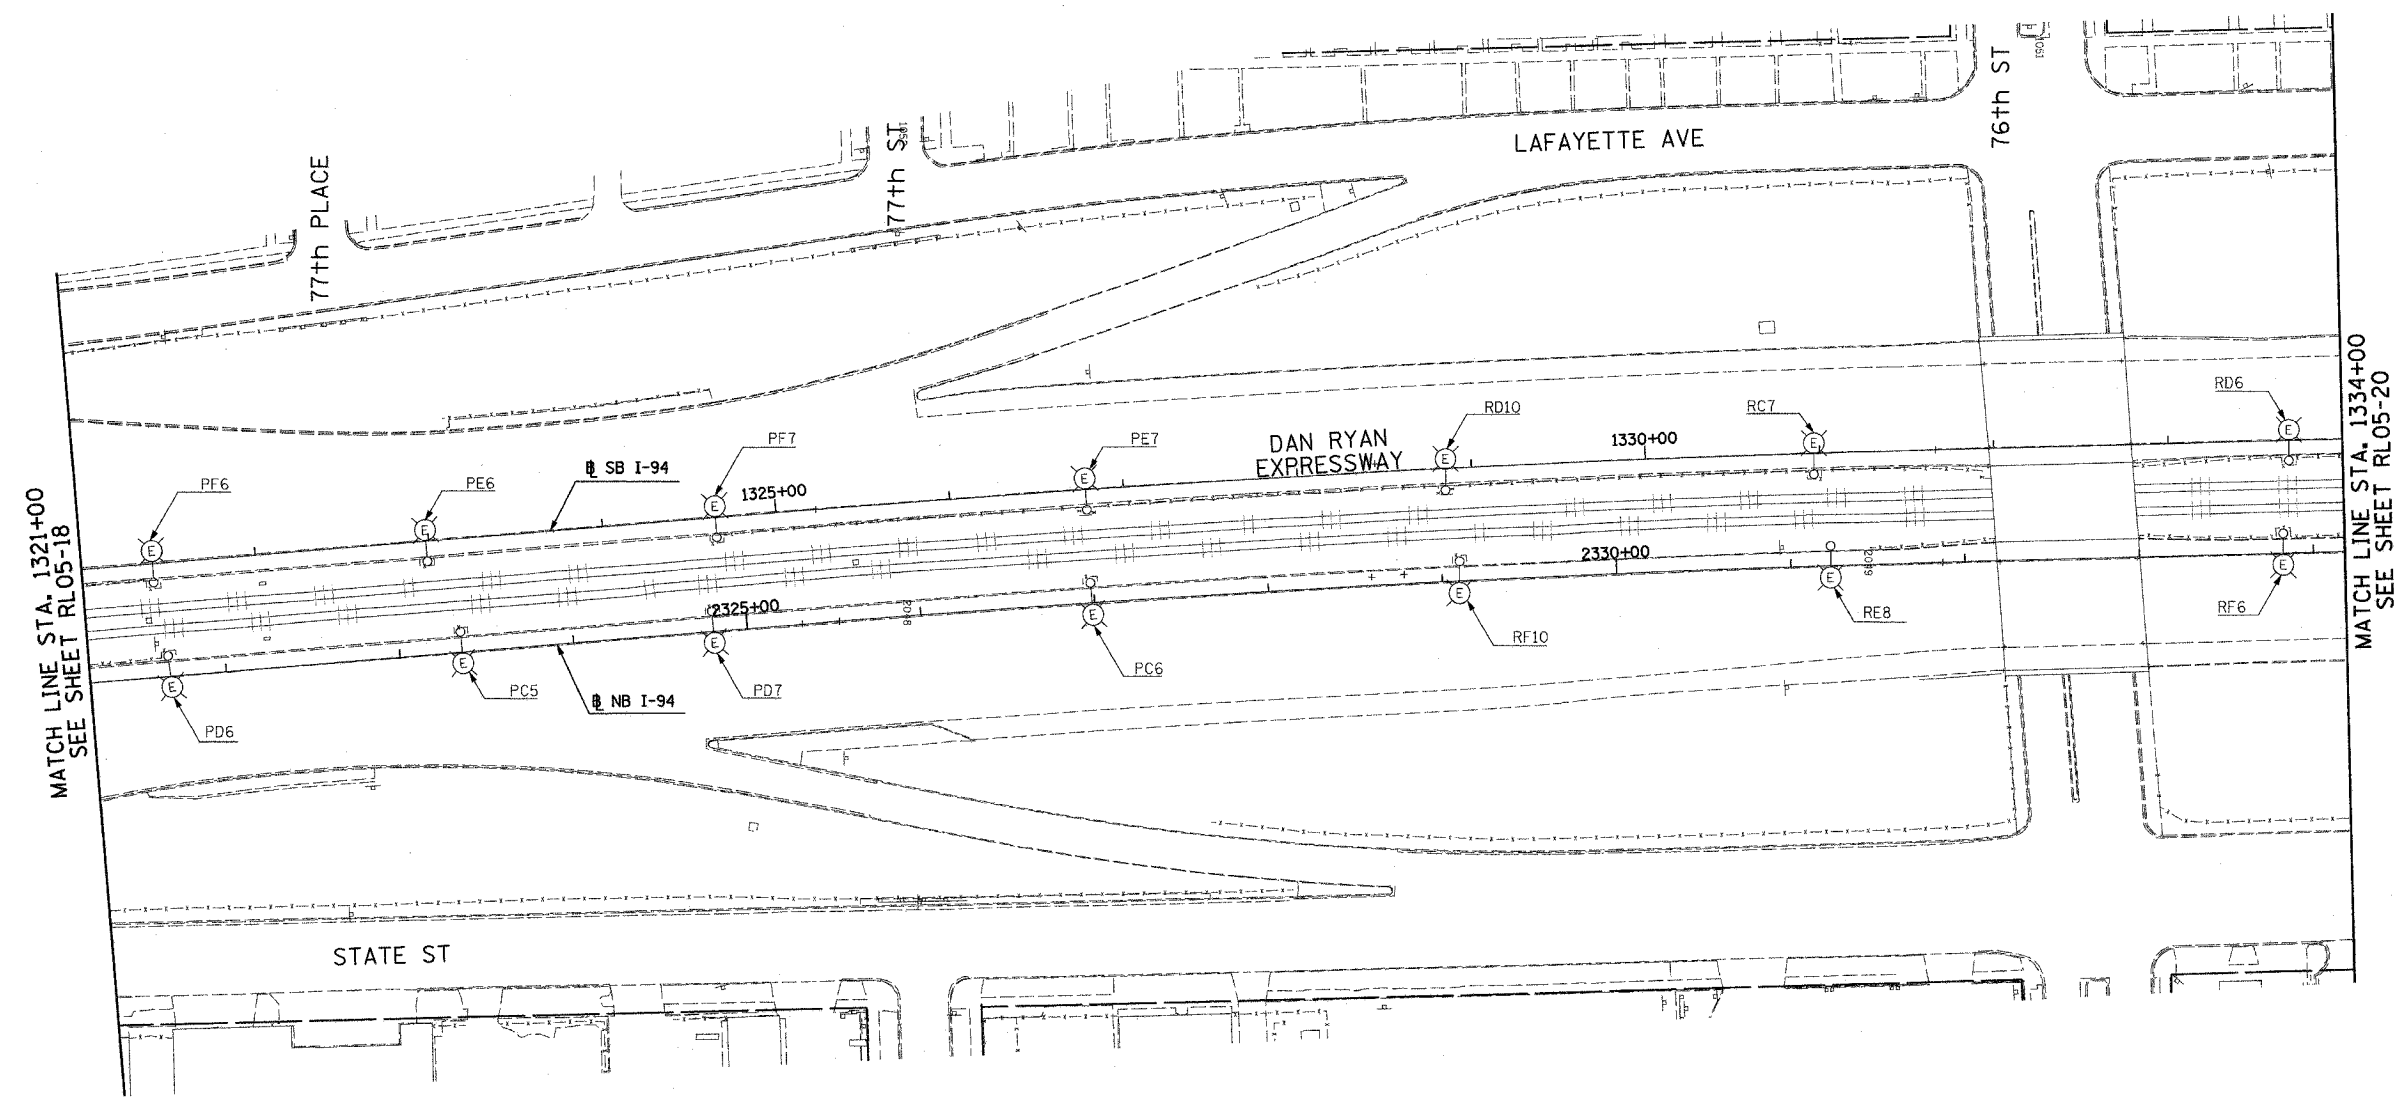 76th ST
1051
LAFAYETTE AVE
77th ST
77th PLACE
MATCH LINE STA. 1334+00
SEE SHEET RL05-20
RD6
RC7
RD10
DAN RYAN
EXPRESSWAY
1330+00
PE7
PF7
℄ SB I-94
1325+00
PE6
PF6
MATCH LINE STA. 1321+00
SEE SHEET RL05-18
E
E
E
E
E
E
E
E
E
E
E
E
E
E
2330+00
2049
2325+00
2048
RF6
RE8
RF10
PC6
PD7
PC5
℄ NB I-94
PD6
STATE ST